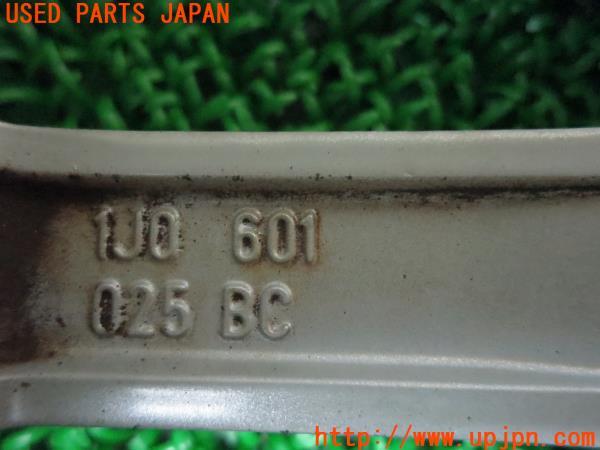 USED PARTS JAPAN
1J0 601
025 BC
http://www.upjpn.com/